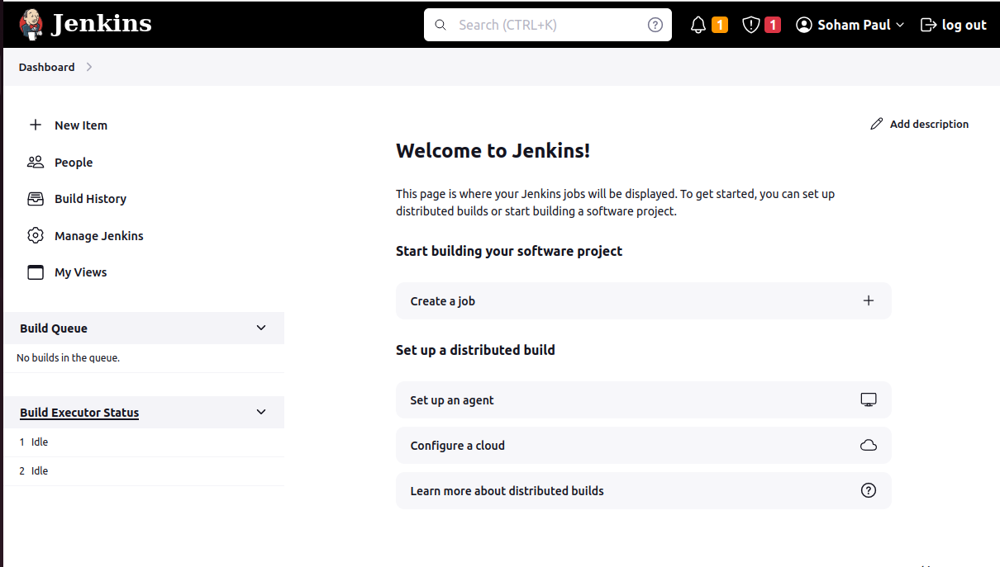 Jenkins
Search (CTRL+K)
1
1
Soham Paul
log out
Dashboard
New Item
People
Build History
Manage Jenkins
My Views
Build Queue
No builds in the queue.
Build Executor Status
1 Idle
2 Idle
Add description
Welcome to Jenkins!
This page is where your Jenkins jobs will be displayed. To get started, you can set up
distributed builds or start building a software project.
Start building your software project
Create a job
Set up a distributed build
Set up an agent
Configure a cloud
Learn more about distributed builds